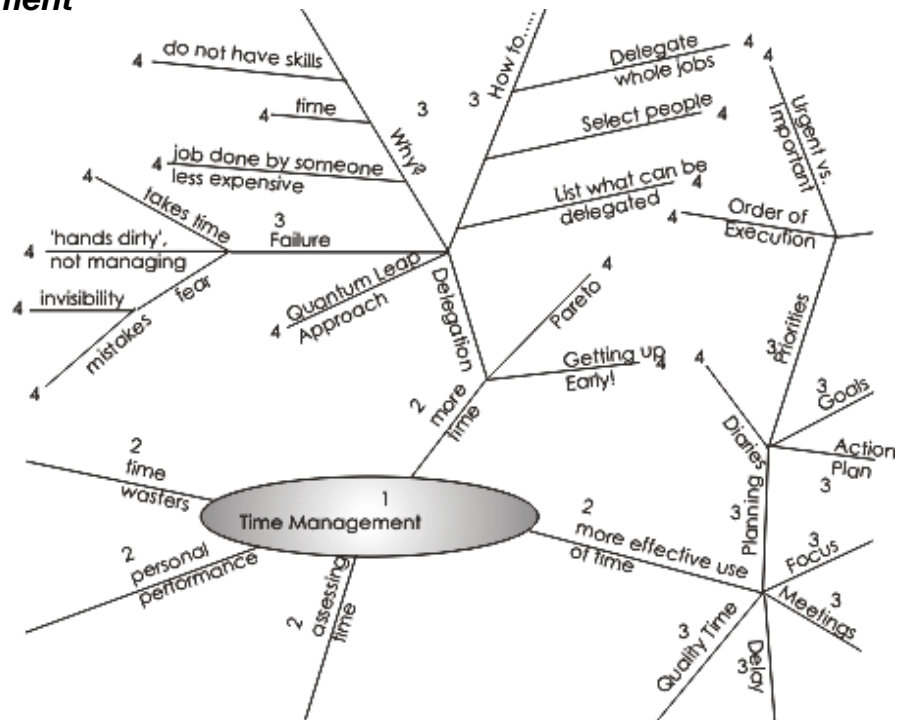 ment
do not have skills
4
time
4
3
Why?
job done by someone
less expensive
4
How to.....
3
Delegate
whole jobs
4
Select people
4
List what can be
delegated
4
Urgent vs.
Important
4
Order of
Execution
4
4
takes time
3
Failure
4
'hands dirty',
not managing
4
invisibility
fear
mistakes
4
Quantum Leap
Approach
4
Delegation
Pareto
4
Getting up
Early!
4
2
more
time
Priorities
3
4
Diaries
3
Goals
Action
Plan
3
Planning
3
2
time
wasters
1
Time Management
2
more effective use
of time
3
Focus
3
Meetings
2
personal
performance
2
assessing
time
3
Quality Time
3
Delay